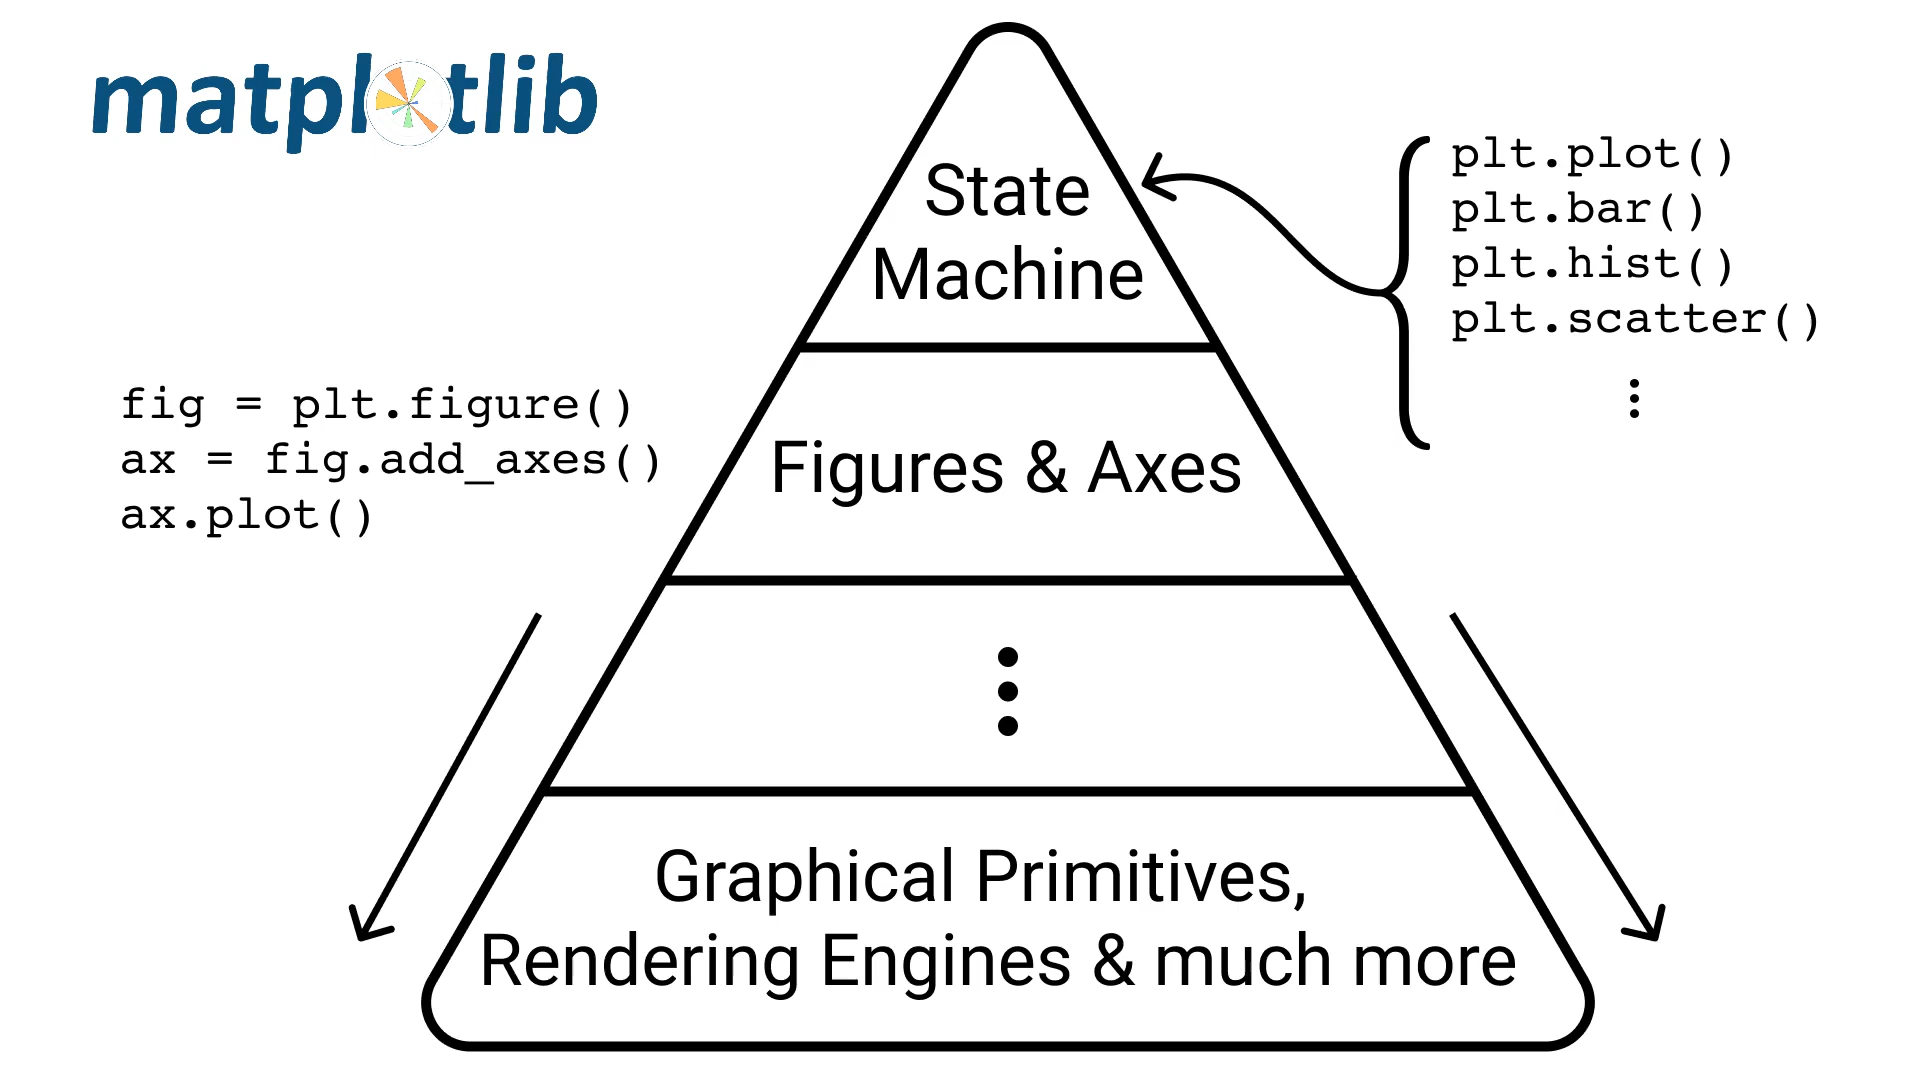 matplotlib
State
Machine
plt.plot()
plt.bar()
plt.hist()
plt.scatter()
fig = plt.figure()
ax = fig.add_axes()
ax.plot()
Figures & Axes
Graphical Primitives,
Rendering Engines & much more